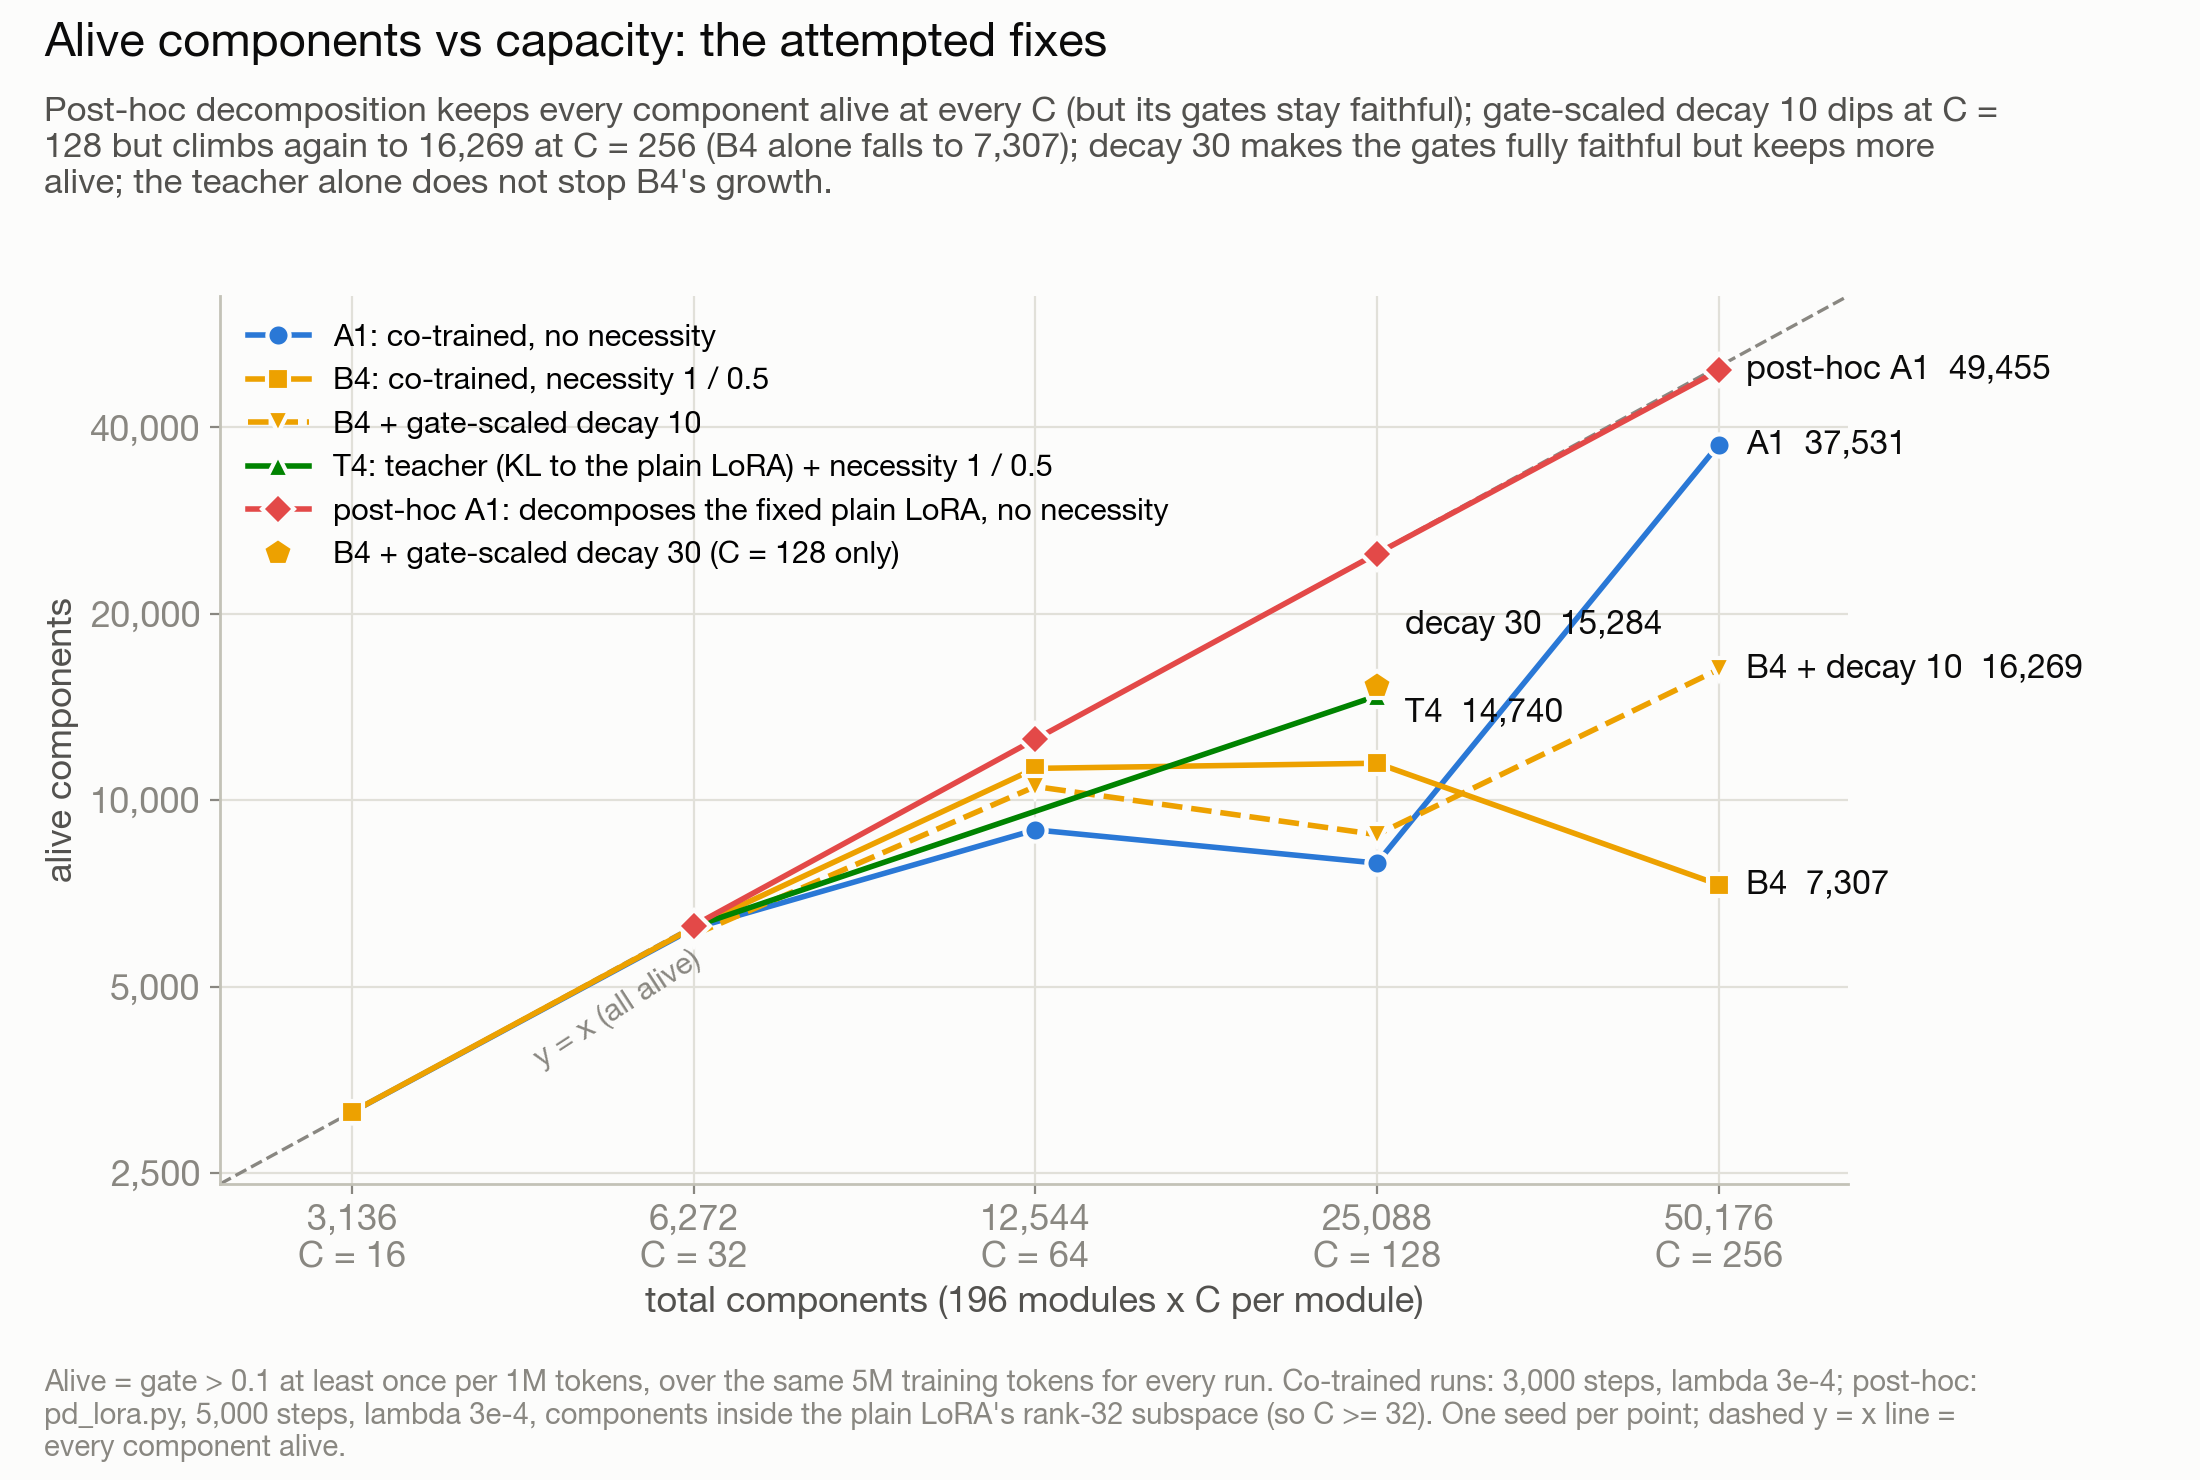 Alive components vs capacity: the attempted fixes
Post-hoc decomposition keeps every component alive at every C (but its gates stay faithful); gate-scaled decay 10 dips at C =
128 but climbs again to 16,269 at C = 256 (B4 alone falls to 7,307); decay 30 makes the gates fully faithful but keeps more
alive; the teacher alone does not stop B4's growth.
A1: co-trained, no necessity
B4: co-trained, necessity 1 / 0.5
B4 + gate-scaled decay 10
T4: teacher (KL to the plain LoRA) + necessity 1 / 0.5
post-hoc A1: decomposes the fixed plain LoRA, no necessity
B4 + gate-scaled decay 30 (C = 128 only)
post-hoc A1 49,455
A1 37,531
decay 30 15,284
B4 + decay 10 16,269
T4 14,740
B4 7,307
y = x (all alive)
alive components
40,000
20,000
10,000
5,000
2,500
3,136
C = 16
6,272
C = 32
12,544
C = 64
25,088
C = 128
50,176
C = 256
total components (196 modules x C per module)
Alive = gate > 0.1 at least once per 1M tokens, over the same 5M training tokens for every run. Co-trained runs: 3,000 steps, lambda 3e-4; post-hoc:
pd_lora.py, 5,000 steps, lambda 3e-4, components inside the plain LoRA's rank-32 subspace (so C >= 32). One seed per point; dashed y = x line =
every component alive.